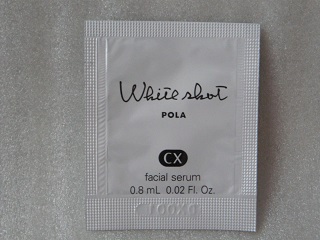 White shot
POLA
CX
facial serum
0.8 mL 0.02 Fl. Oz.